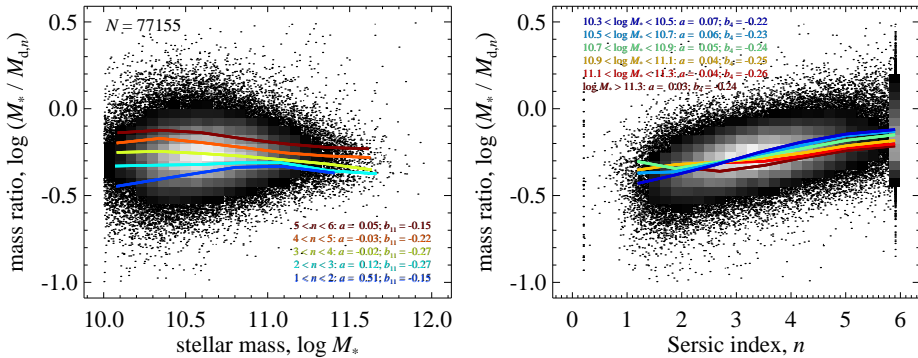 N = 77155
0.5
0.0
-0.5
-1.0
mass ratio, log (M* / Md,n)
5 < n < 6: a = 0.05; b11 = -0.15
4 < n < 5: a = -0.03; b11 = -0.22
3 < n < 4: a = -0.02; b11 = -0.27
2 < n < 3: a = 0.12; b11 = -0.27
1 < n < 2: a = 0.51; b11 = -0.15
10.0 10.5 11.0 11.5 12.0
stellar mass, log M*
10.3 < log M* < 10.5: a = 0.07; b4 = -0.22
10.5 < log M* < 10.7: a = 0.06; b4 = -0.23
10.7 < log M* < 10.9: a = 0.05; b4 = -0.24
10.9 < log M* < 11.1: a = 0.04; b4 = -0.25
11.1 < log M* < 11.3: a = 0.04; b4 = -0.26
log M* > 11.3: a = 0.03; b4 = -0.24
0.5
0.0
-0.5
-1.0
mass ratio, log (M* / Md,n)
0 1 2 3 4 5 6
Sersic index, n